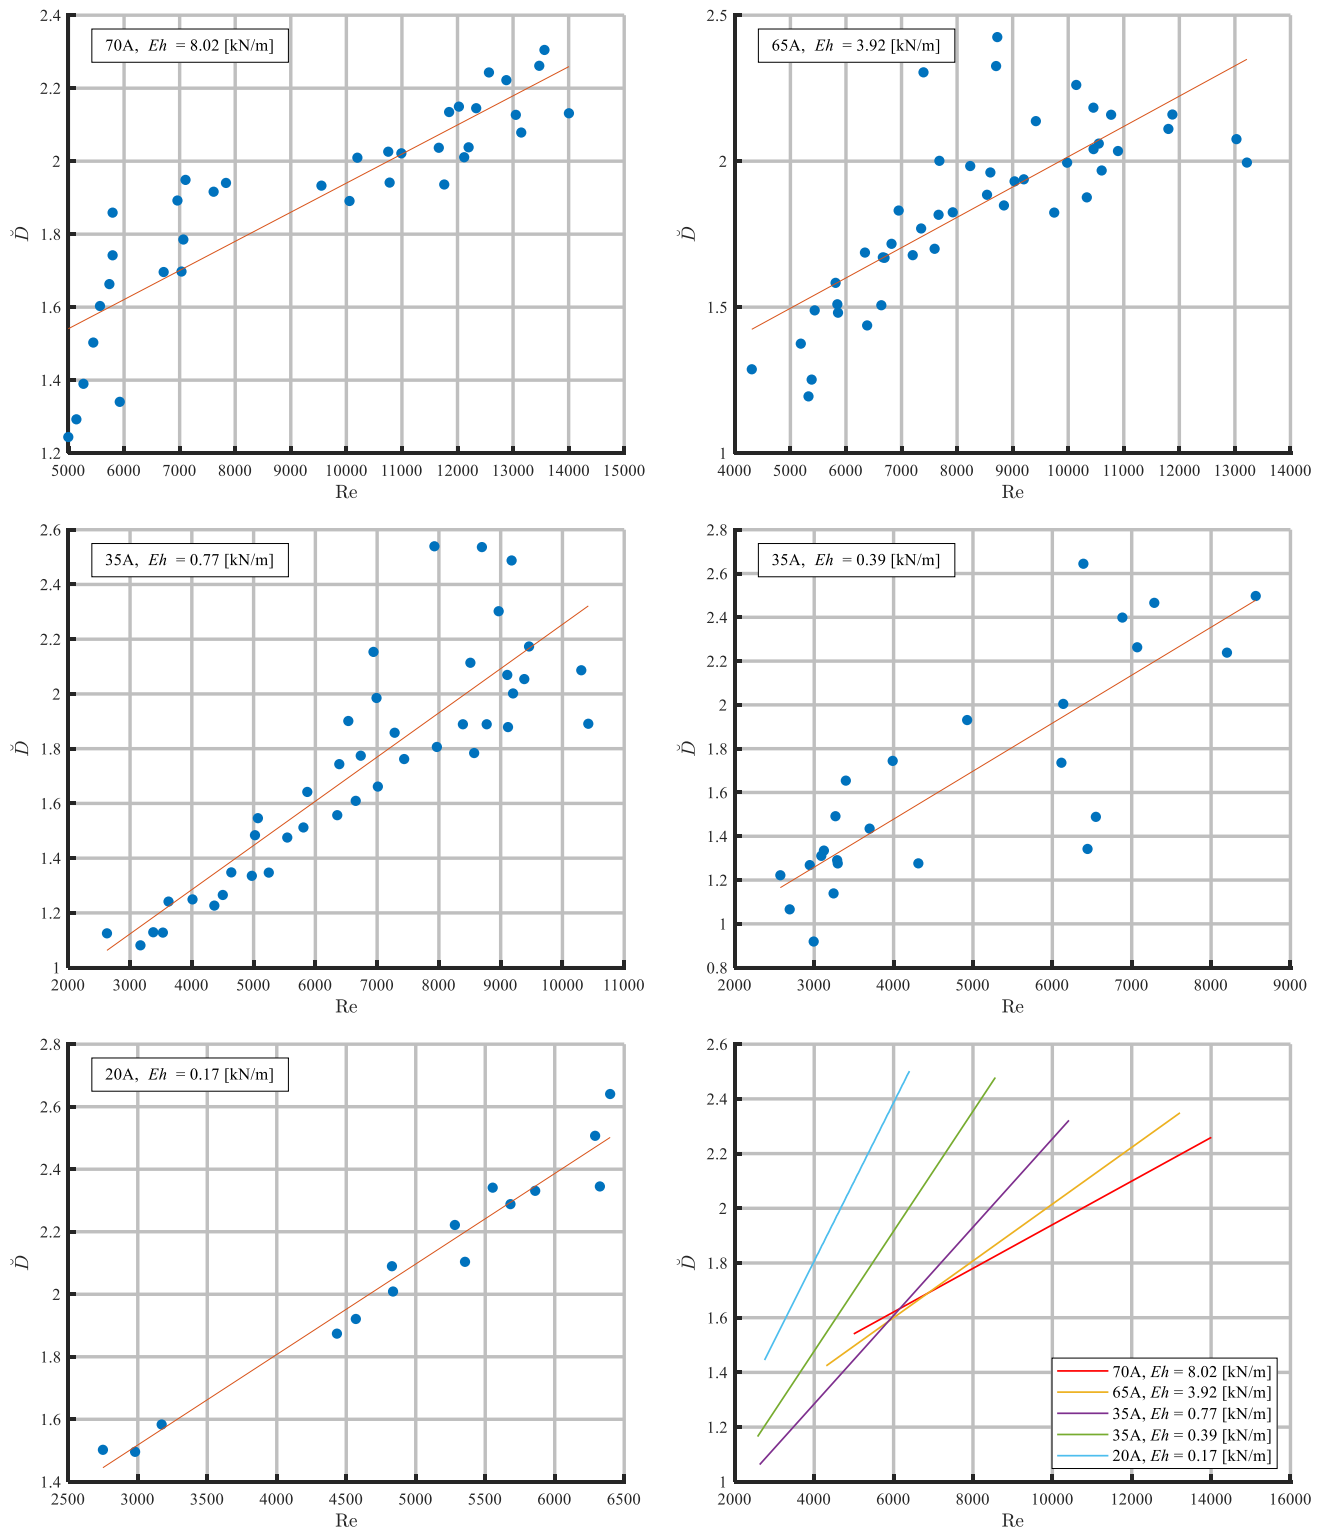 2.4
2.2
2
1.8
1.6
1.4
1.2
D̆
70A, Eh = 8.02 [kN/m]
5000 6000 7000 8000 9000 10000 11000 12000 13000 14000 15000
Re
2.5
2
1.5
1
D̆
65A, Eh = 3.92 [kN/m]
4000 5000 6000 7000 8000 9000 10000 11000 12000 13000 14000
Re
2.6
2.4
2.2
2
1.8
1.6
1.4
1.2
1
D̆
35A, Eh = 0.77 [kN/m]
2000 3000 4000 5000 6000 7000 8000 9000 10000 11000
Re
2.8
2.6
2.4
2.2
2
1.8
1.6
1.4
1.2
1
0.8
D̆
35A, Eh = 0.39 [kN/m]
2000 3000 4000 5000 6000 7000 8000 9000
Re
2.8
2.6
2.4
2.2
2
1.8
1.6
1.4
D̆
20A, Eh = 0.17 [kN/m]
2500 3000 3500 4000 4500 5000 5500 6000 6500
Re
2.6
2.4
2.2
2
1.8
1.6
1.4
1.2
1
D̆
70A, Eh = 8.02 [kN/m]
65A, Eh = 3.92 [kN/m]
35A, Eh = 0.77 [kN/m]
35A, Eh = 0.39 [kN/m]
20A, Eh = 0.17 [kN/m]
2000 4000 6000 8000 10000 12000 14000 16000
Re